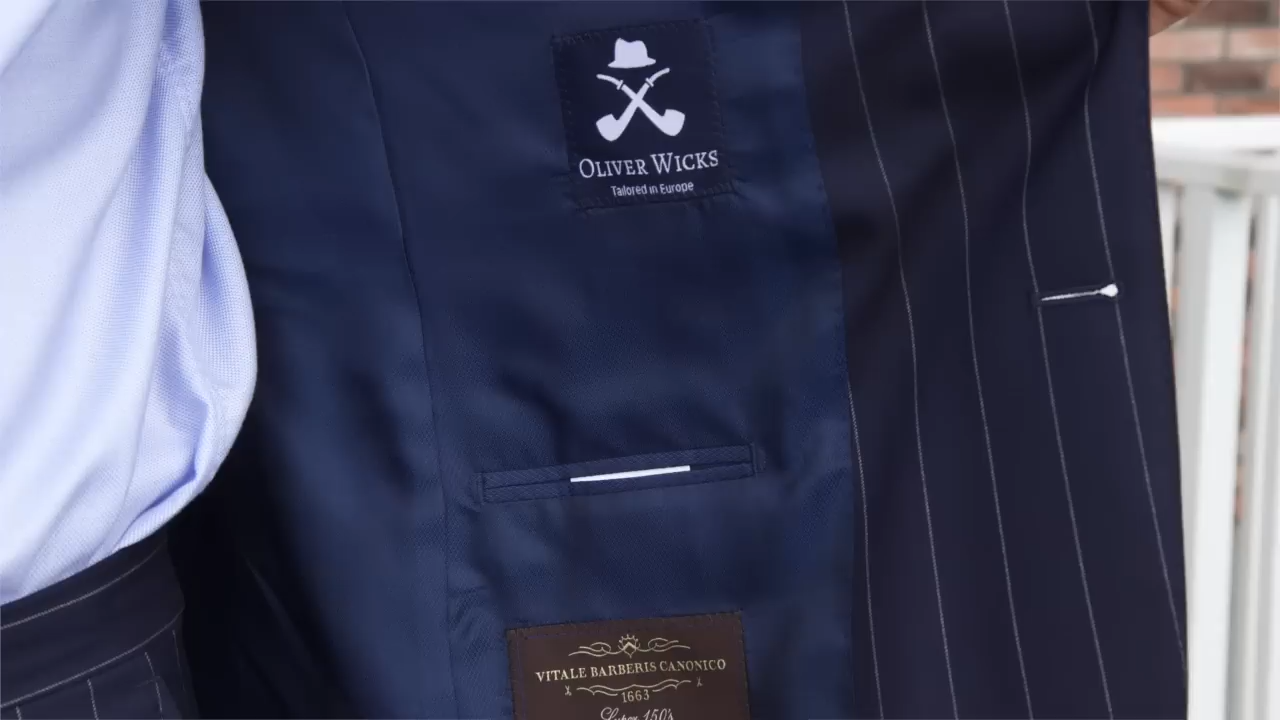 OLIVER WICKS
Tailored in Europe
VITALE BARBERIS CANONICO
1663
Super 150's